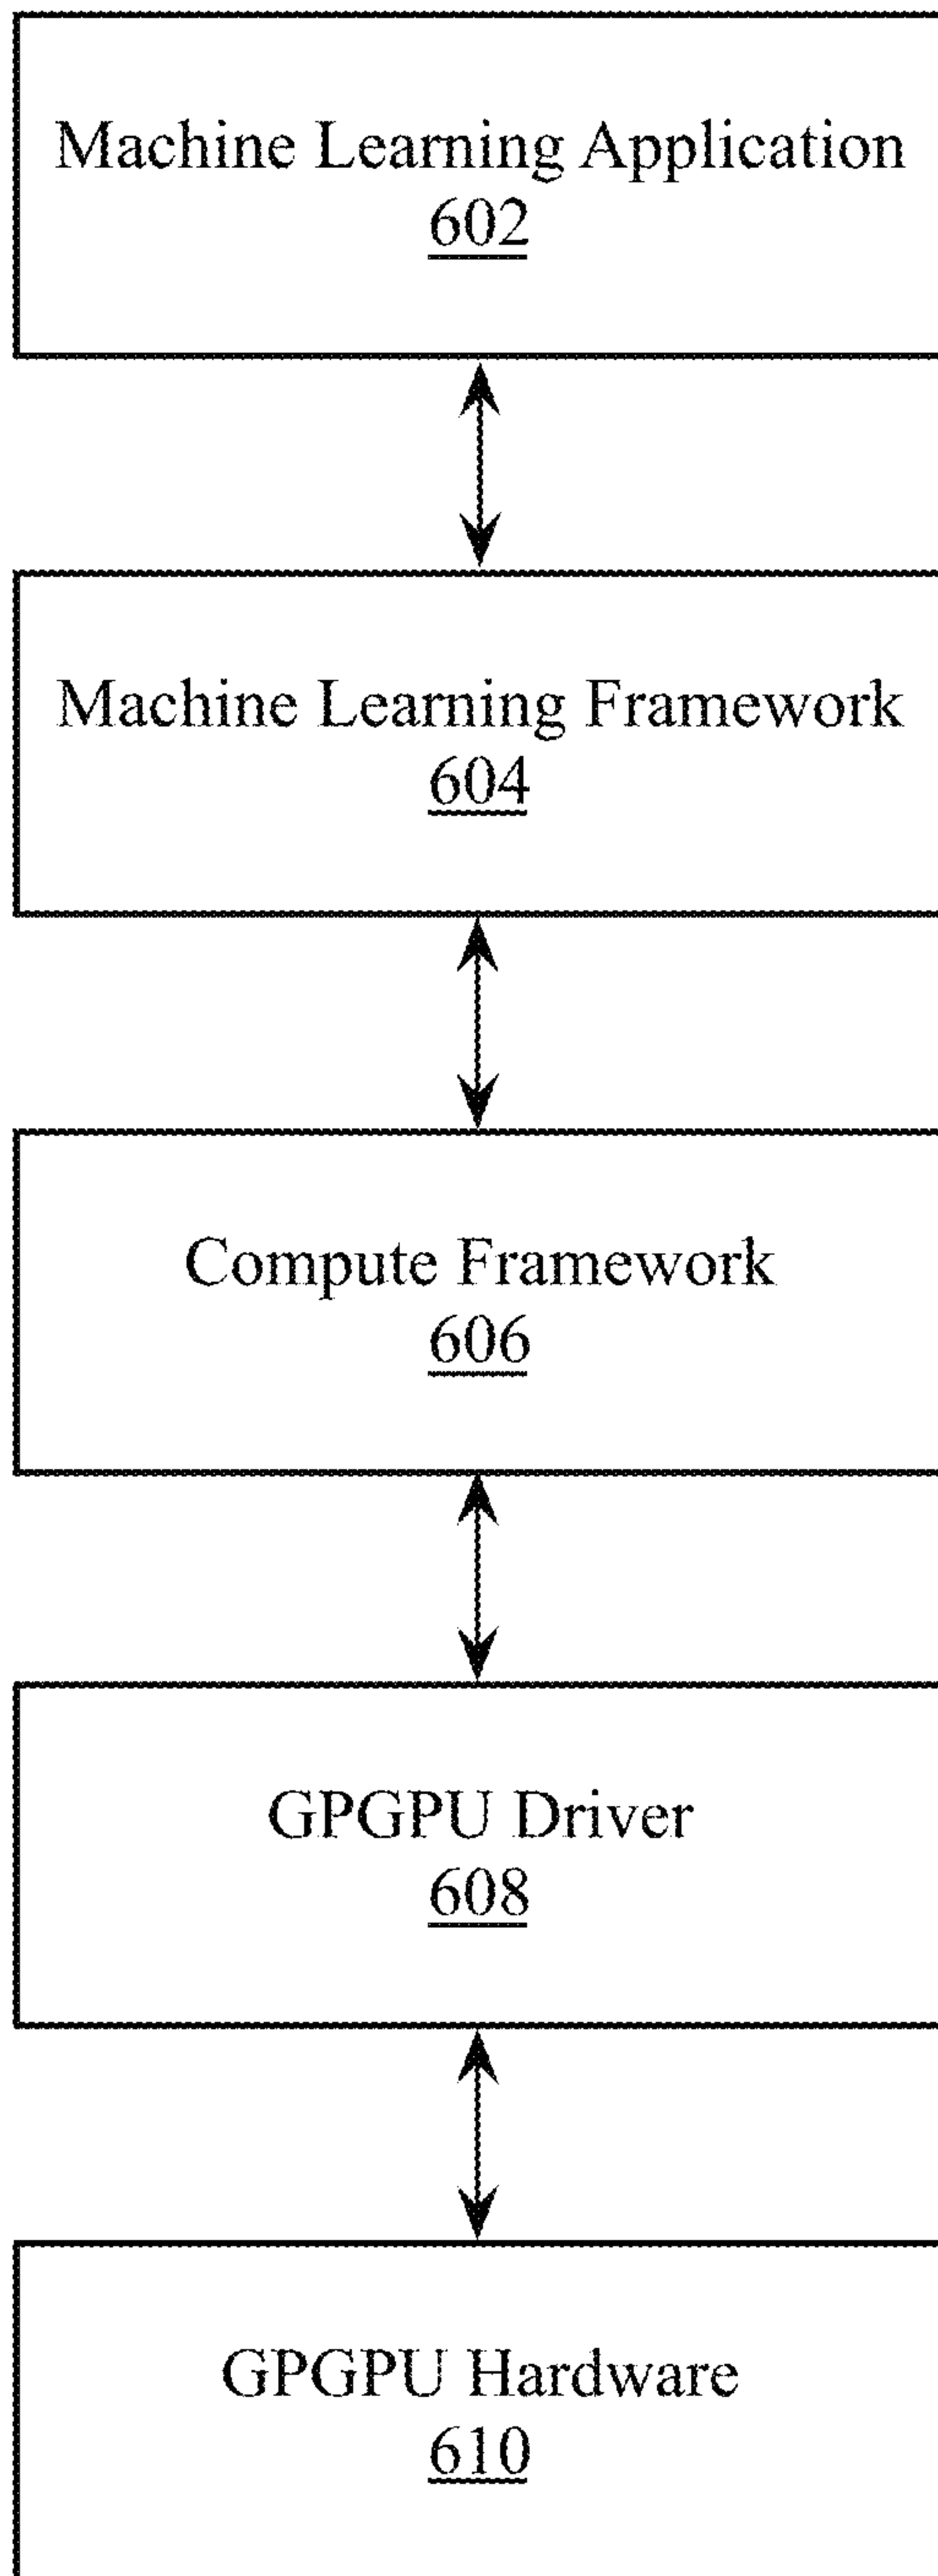 Machine Learning Application
602
Machine Learning Framework
604
Compute Framework
606
GPGPU Driver
608
GPGPU Hardware
610